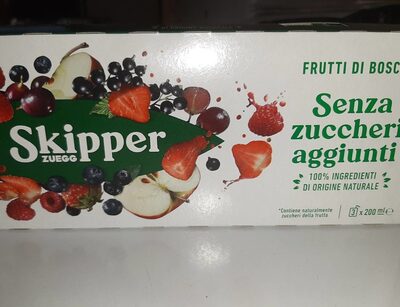 Skipper
ZUEGG
FRUTTI DI BOSC
Senza
zuccheri
aggiunti
100% INGREDIENTI
DI ORIGINE NATURALE
*Contiene naturalmente
zuccheri della frutta
3 x 200 ml e